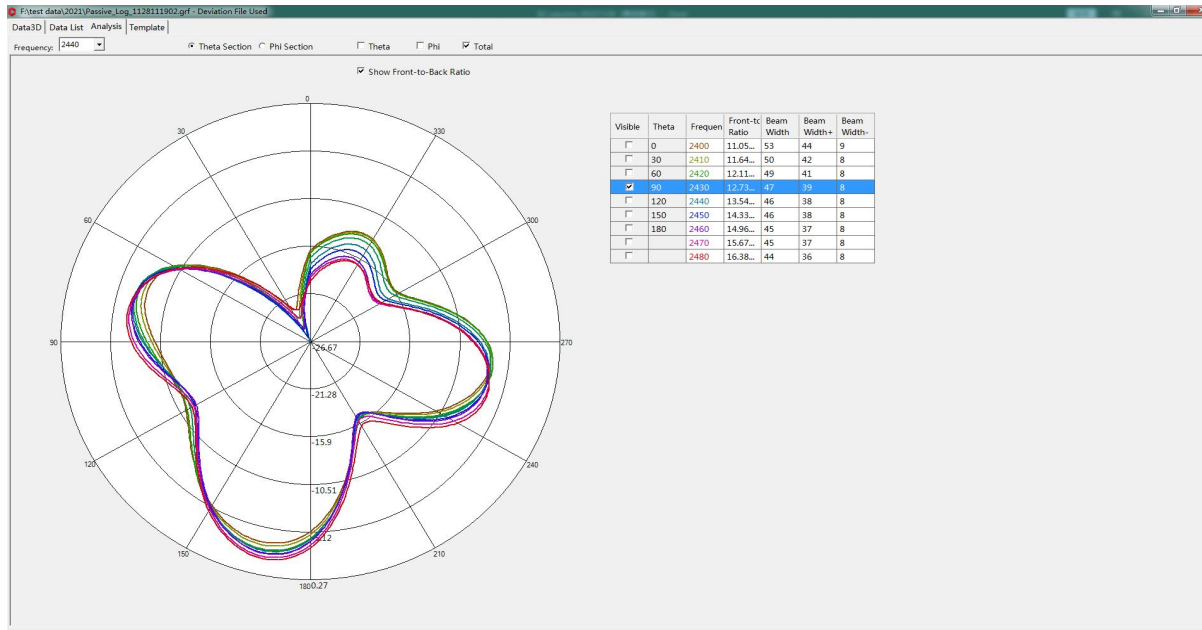 F:\test data\2021\Passive_Log_1128111902.grf - Deviation File Used
Data3D Data List Analysis Template
Frequency: 2440 Theta Section Phi Section Theta Phi Total
Show Front-to-Back Ratio
0
30 330
60 300
90 270
120 240
150 210
180 0.27
-26.67
-21.28
-15.9
-10.51
Visible Theta Frequen Front-tc Ratio Beam Width Beam Width+ Beam Width-
0 2400 11.05... 53 44 9
30 2410 11.64... 50 42 8
60 2420 12.11... 49 41 8
90 2430 12.73... 47 39 8
120 2440 13.54... 46 38 8
150 2450 14.33... 46 38 8
180 2460 14.96... 45 37 8
2470 15.67... 45 37 8
2480 16.38... 44 36 8